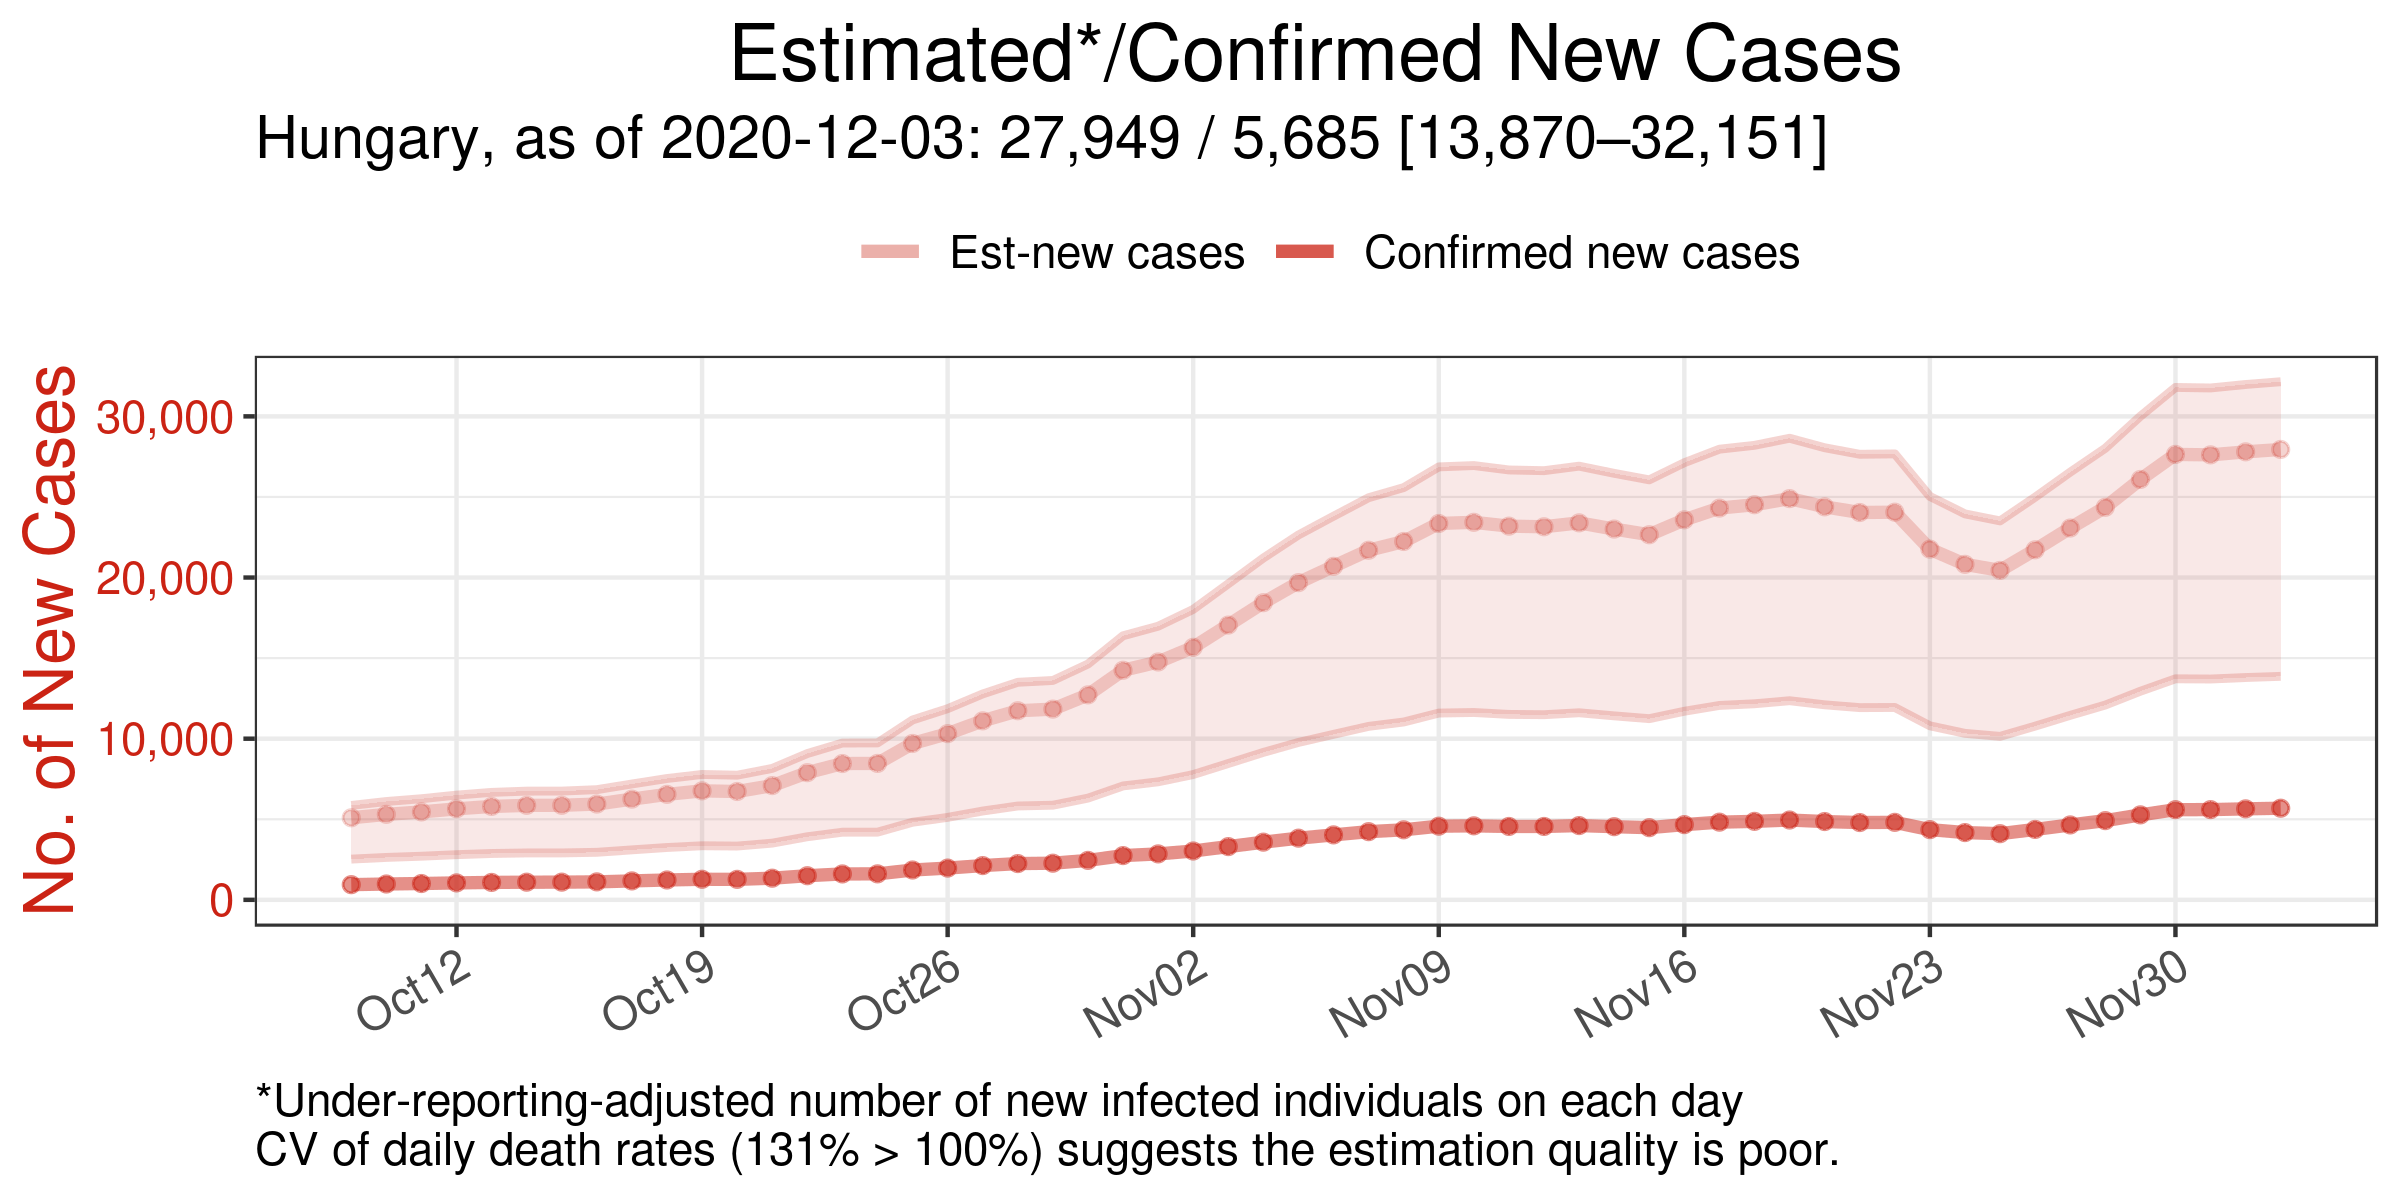 Estimated*/Confirmed New Cases
Hungary, as of 2020-12-03: 27,949 / 5,685 [13,870–32,151]
Est-new cases
Confirmed new cases
No. of New Cases
30,000
20,000
10,000
0
Oct12
Oct19
Oct26
Nov02
Nov09
Nov16
Nov23
Nov30
*Under-reporting-adjusted number of new infected individuals on each day
CV of daily death rates (131% > 100%) suggests the estimation quality is poor.